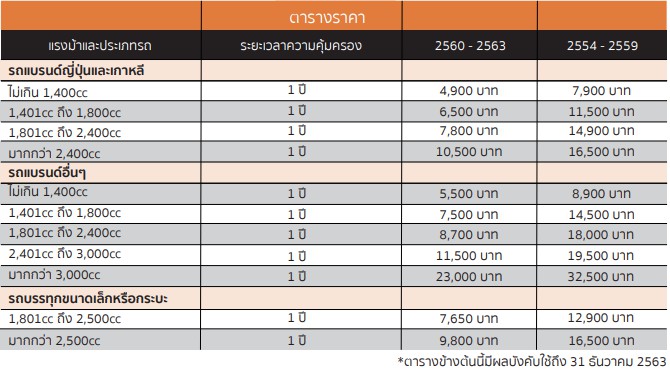 ตารางราคา
แรงม้าและประเภทรถ ระยะเวลาความคุ้มครอง 2560 - 2563 2554 - 2559
รถแบรนด์ญี่ปุ่นและเกาหลี
ไม่เกิน 1,400cc 1 ปี 4,900 บาท 7,900 บาท
1,401cc ถึง 1,800cc 1 ปี 6,500 บาท 11,500 บาท
1,801cc ถึง 2,400cc 1 ปี 7,800 บาท 14,900 บาท
มากกว่า 2,400cc 1 ปี 10,500 บาท 16,500 บาท
รถแบรนด์อื่นๆ
ไม่เกิน 1,400cc 1 ปี 5,500 บาท 8,900 บาท
1,401cc ถึง 1,800cc 1 ปี 7,500 บาท 14,500 บาท
1,801cc ถึง 2,400cc 1 ปี 8,700 บาท 18,000 บาท
2,401cc ถึง 3,000cc 1 ปี 11,500 บาท 19,500 บาท
มากกว่า 3,000cc 1 ปี 23,000 บาท 32,500 บาท
รถบรรทุกขนาดเล็กหรือกระบะ
1,801cc ถึง 2,500cc 1 ปี 7,650 บาท 12,900 บาท
มากกว่า 2,500cc 1 ปี 9,800 บาท 16,500 บาท
*ตารางข้างต้นนี้มีผลบังคับใช้ถึง 31 ธันวาคม 2563